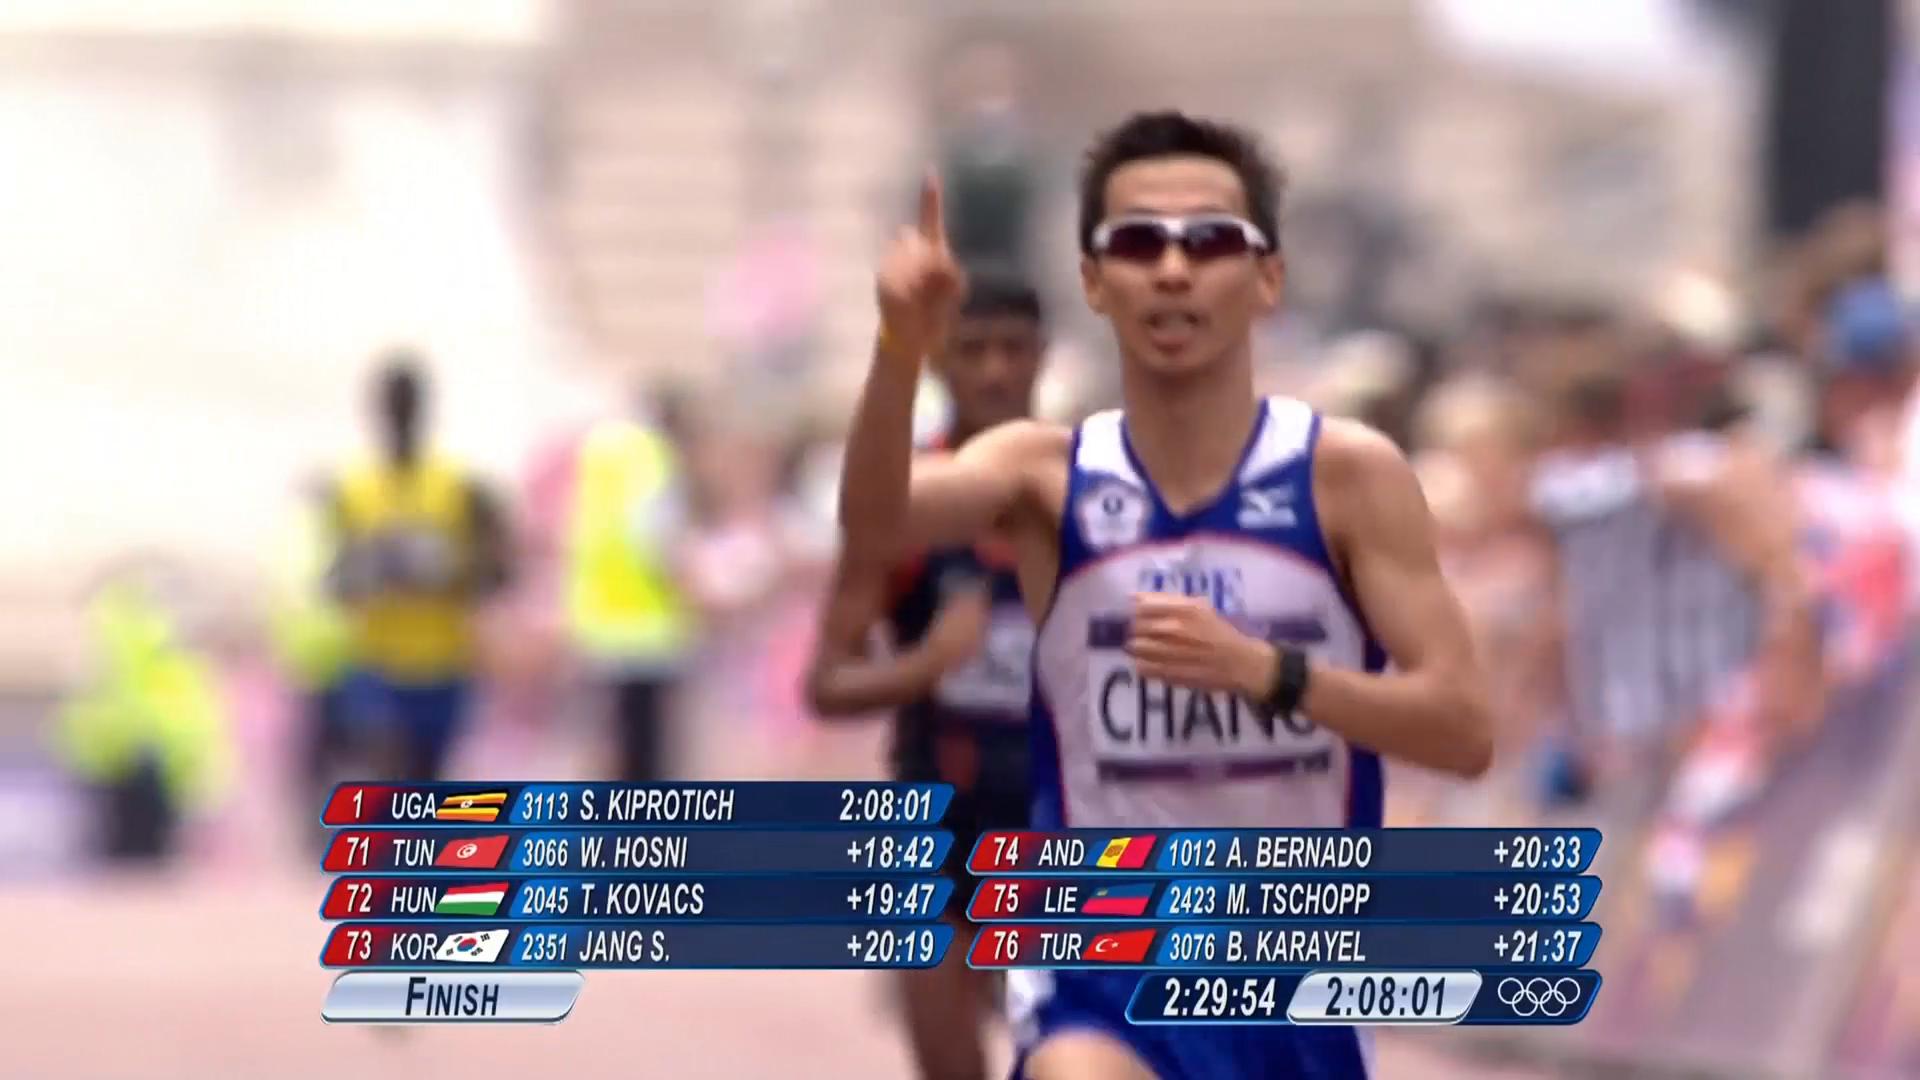 TPE
CHANG
1 UGA 3113 S. KIPROTICH 2:08:01
71 TUN 3066 W. HOSNI +18:42
72 HUN 2045 T. KOVACS +19:47
73 KOR 2351 JANG S. +20:19
74 AND 1012 A. BERNADO +20:33
75 LIE 2423 M. TSCHOPP +20:53
76 TUR 3076 B. KARAYEL +21:37
FINISH
2:29:54 2:08:01